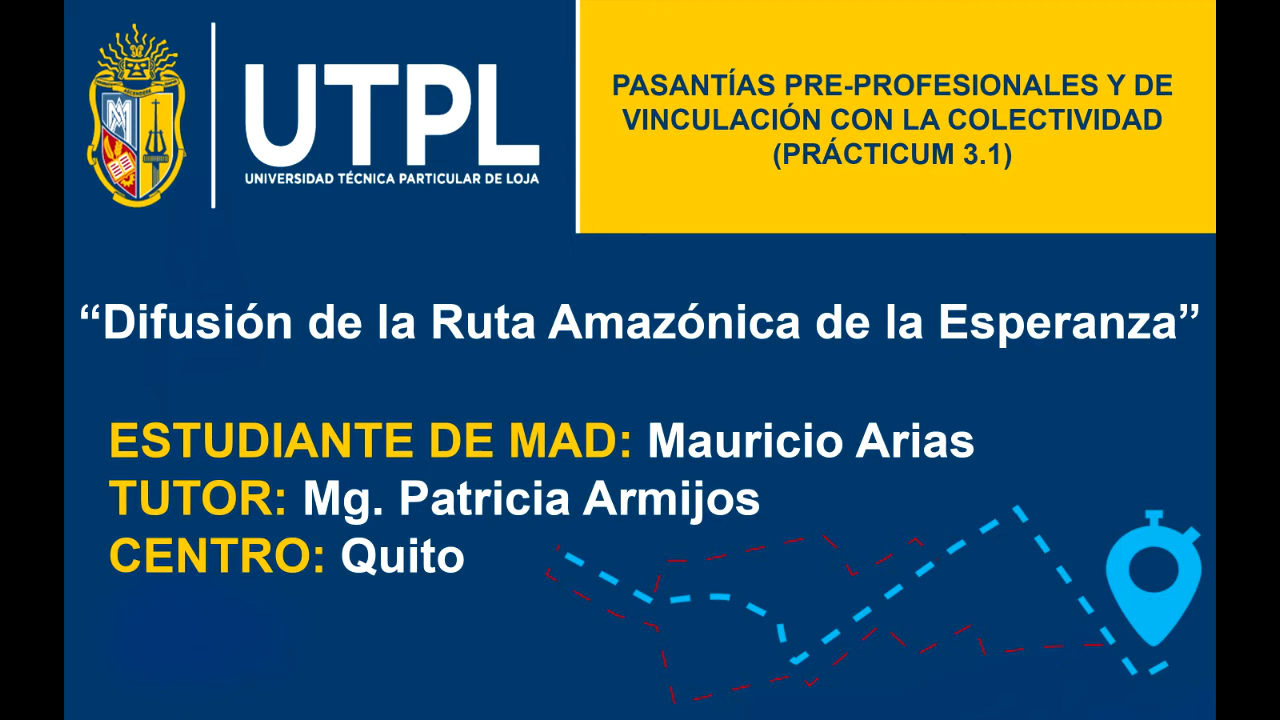 UTPL
UNIVERSIDAD TÉCNICA PARTICULAR DE LOJA
PASANTÍAS PRE-PROFESIONALES Y DE
VINCULACIÓN CON LA COLECTIVIDAD
(PRÁCTICUM 3.1)
“Difusión de la Ruta Amazónica de la Esperanza”
ESTUDIANTE DE MAD: Mauricio Arias
TUTOR: Mg. Patricia Armijos
CENTRO: Quito